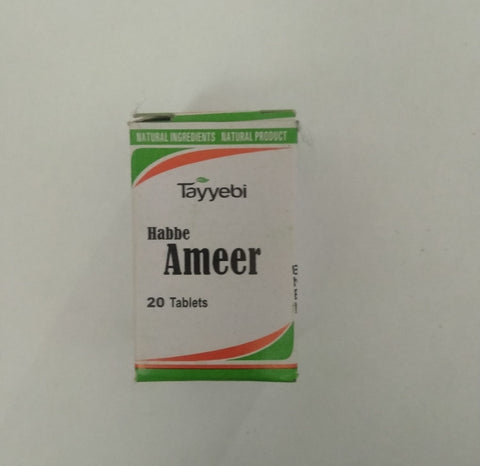 NATURAL INGREDIENTS NATURAL PRODUCT
Tayyebi
Habbe
Ameer
20 Tablets